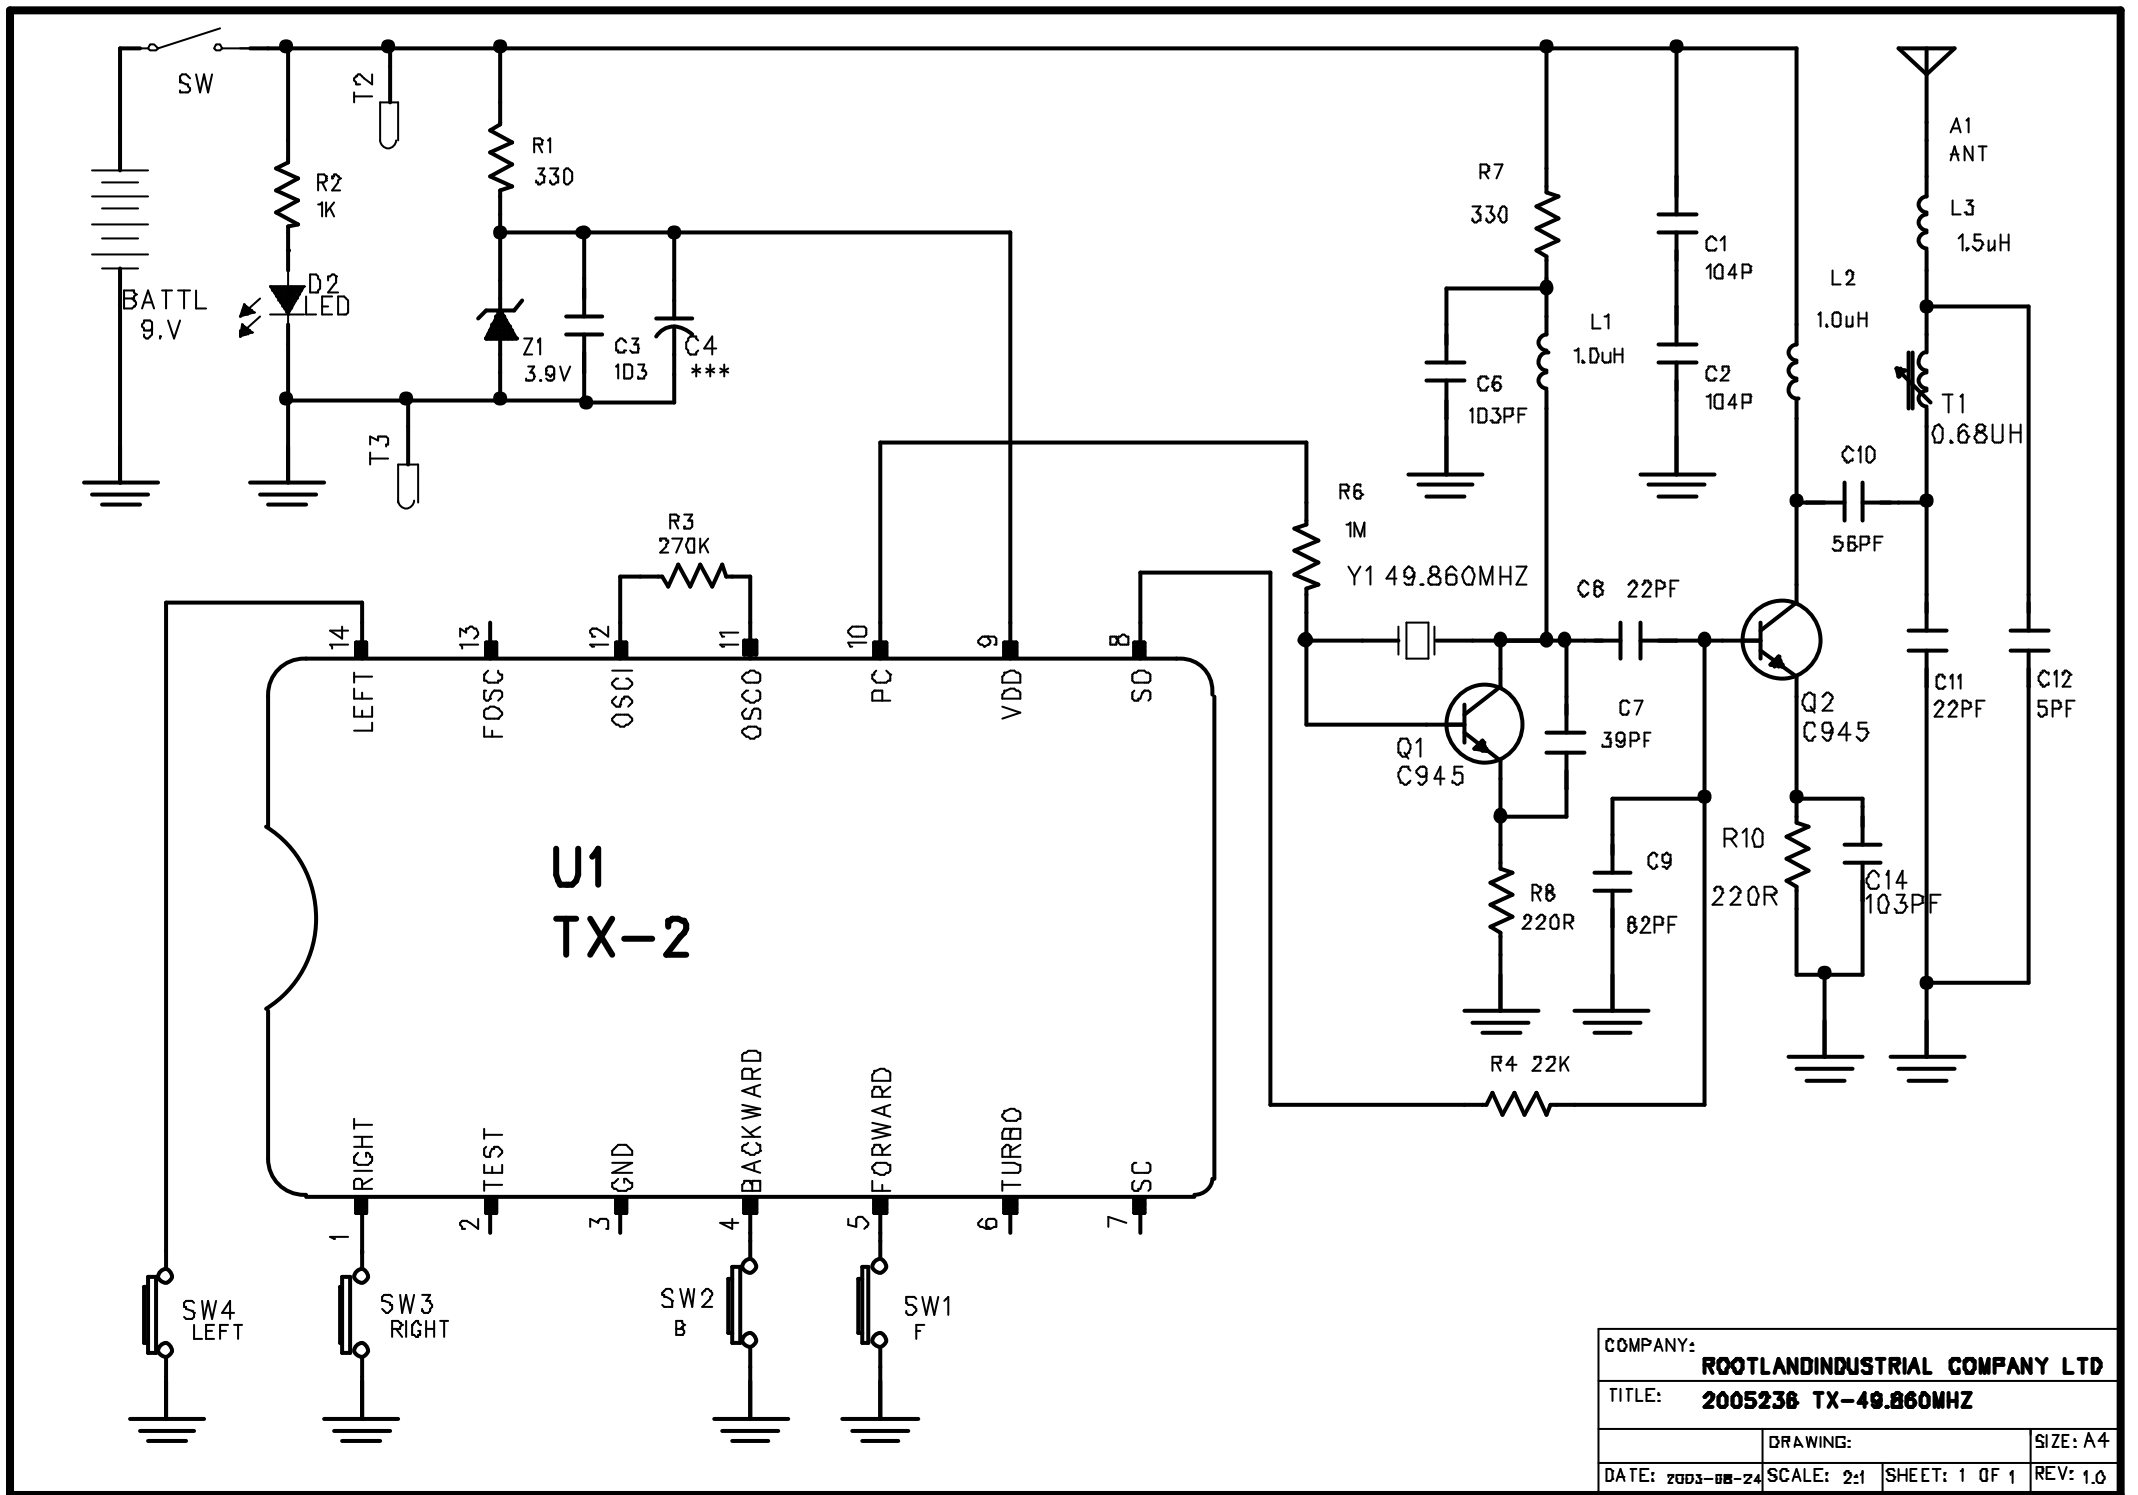 SW
T2
R1
330
R2
1K
BATTL
9.V
D2
LED
Z1
3.9V
C3
1D3
C4
***
T3
R7
330
C1
104P
C2
104P
L1
1.0uH
L2
1.0uH
A1
ANT
L3
1.5uH
T1
0.68UH
C6
1D3PF
C10
56PF
R6
1M
Y1 49.860MHZ
R3
270K
C8 22PF
14
13
12
11
10
9
8
LEFT
FOSC
OSCI
OSCO
PC
VDD
SO
C7
39PF
Q1
C945
Q2
C945
C11
22PF
C12
5PF
U1
TX-2
R8
220R
C9
82PF
R10
220R
C14
103PF
R4 22K
RIGHT
TEST
GND
BACKWARD
FORWARD
TURBO
SC
1
2
3
4
5
6
7
SW4
LEFT
SW3
RIGHT
SW2
B
SW1
F
COMPANY:
ROOTLANDINDUSTRIAL COMPANY LTD
TITLE: 2005236 TX-49.860MHZ
DRAWING:
SIZE: A4
DATE: 2003-08-24
SCALE: 2:1
SHEET: 1 OF 1
REV: 1.0